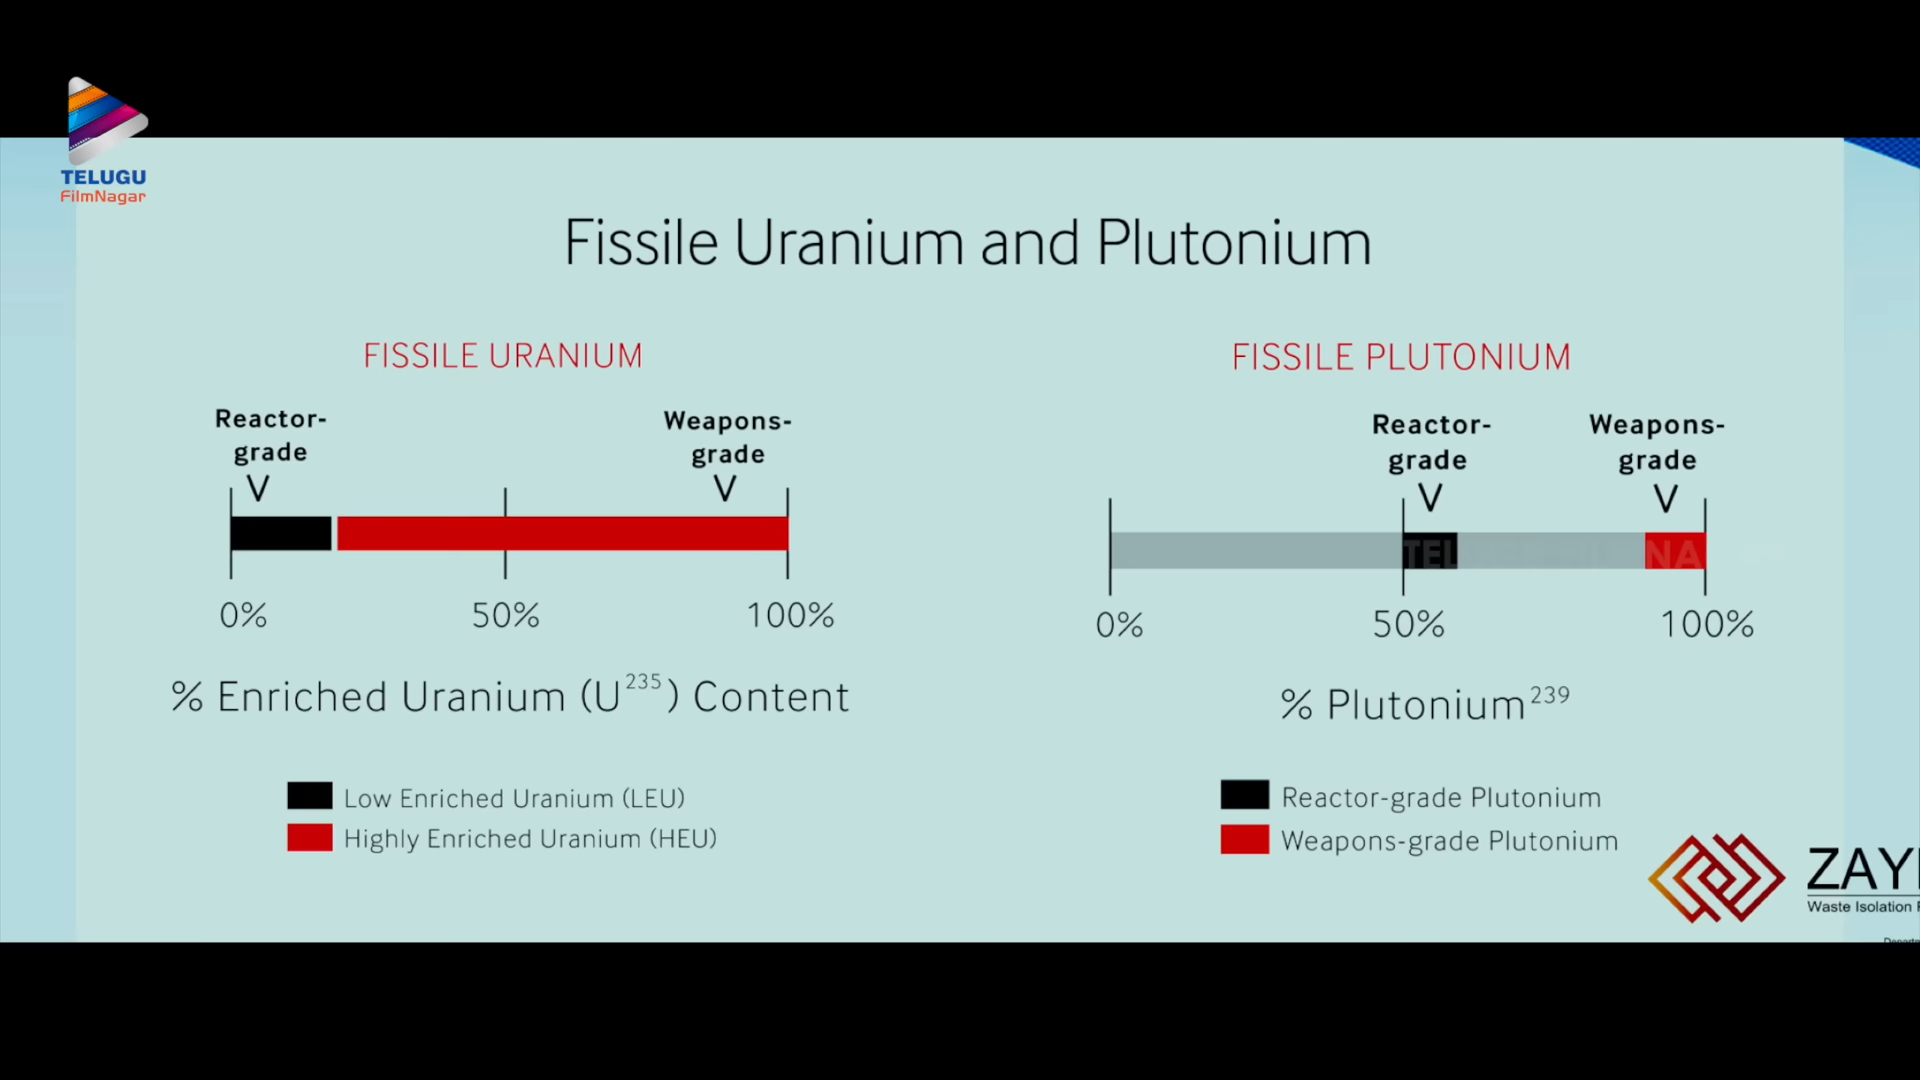 TELUGU
FilmNagar
Fissile Uranium and Plutonium
FISSILE URANIUM
Reactor-
grade
Weapons-
grade
0%
50%
100%
% Enriched Uranium (U²³⁵) Content
Low Enriched Uranium (LEU)
Highly Enriched Uranium (HEU)
FISSILE PLUTONIUM
Reactor-
grade
Weapons-
grade
0%
50%
100%
% Plutonium²³⁹
Reactor-grade Plutonium
Weapons-grade Plutonium
Waste Isolation